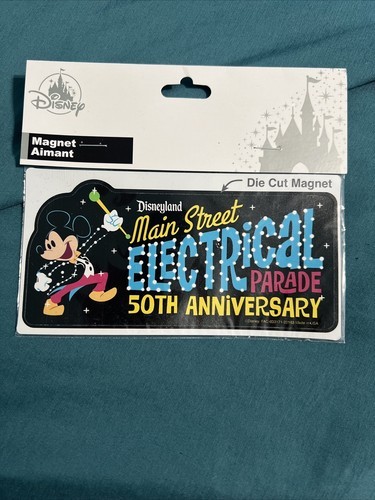 Disney
Magnet
Aimant
Die Cut Magnet
Disneyland
Main Street
ELECTRiCal
PARADE
50TH ANNiVERSARY